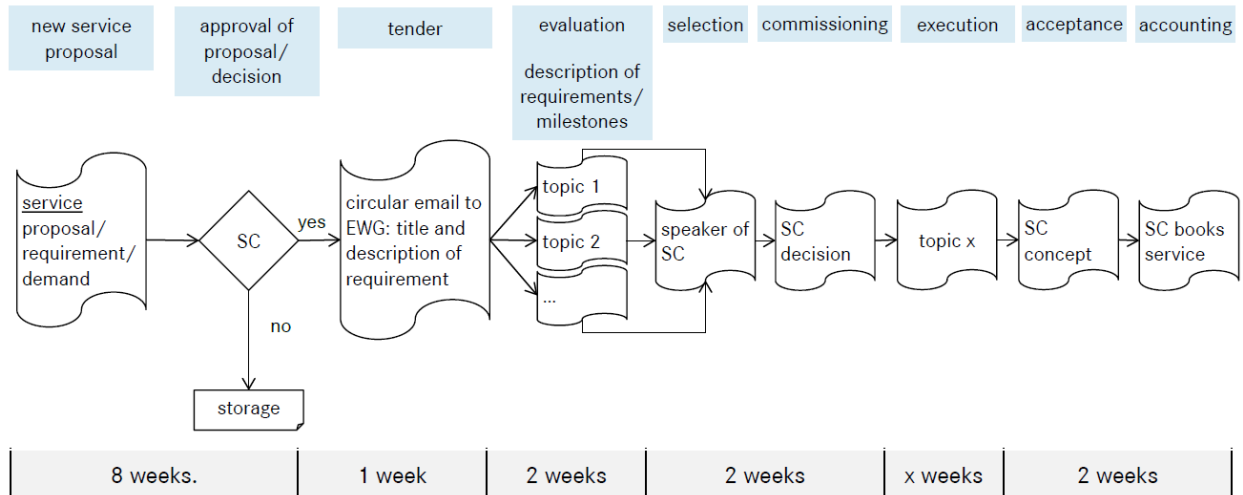 new service
proposal
approval of
proposal/
decision
tender
evaluation
description of
requirements/
milestones
selection
commissioning
execution
acceptance
accounting
service
proposal/
requirement/
demand
SC
yes
no
storage
circular email to
EWG: title and
description of
requirement
topic 1
topic 2
...
speaker of
SC
SC
decision
topic x
SC
concept
SC books
service
8 weeks.
1 week
2 weeks
2 weeks
x weeks
2 weeks